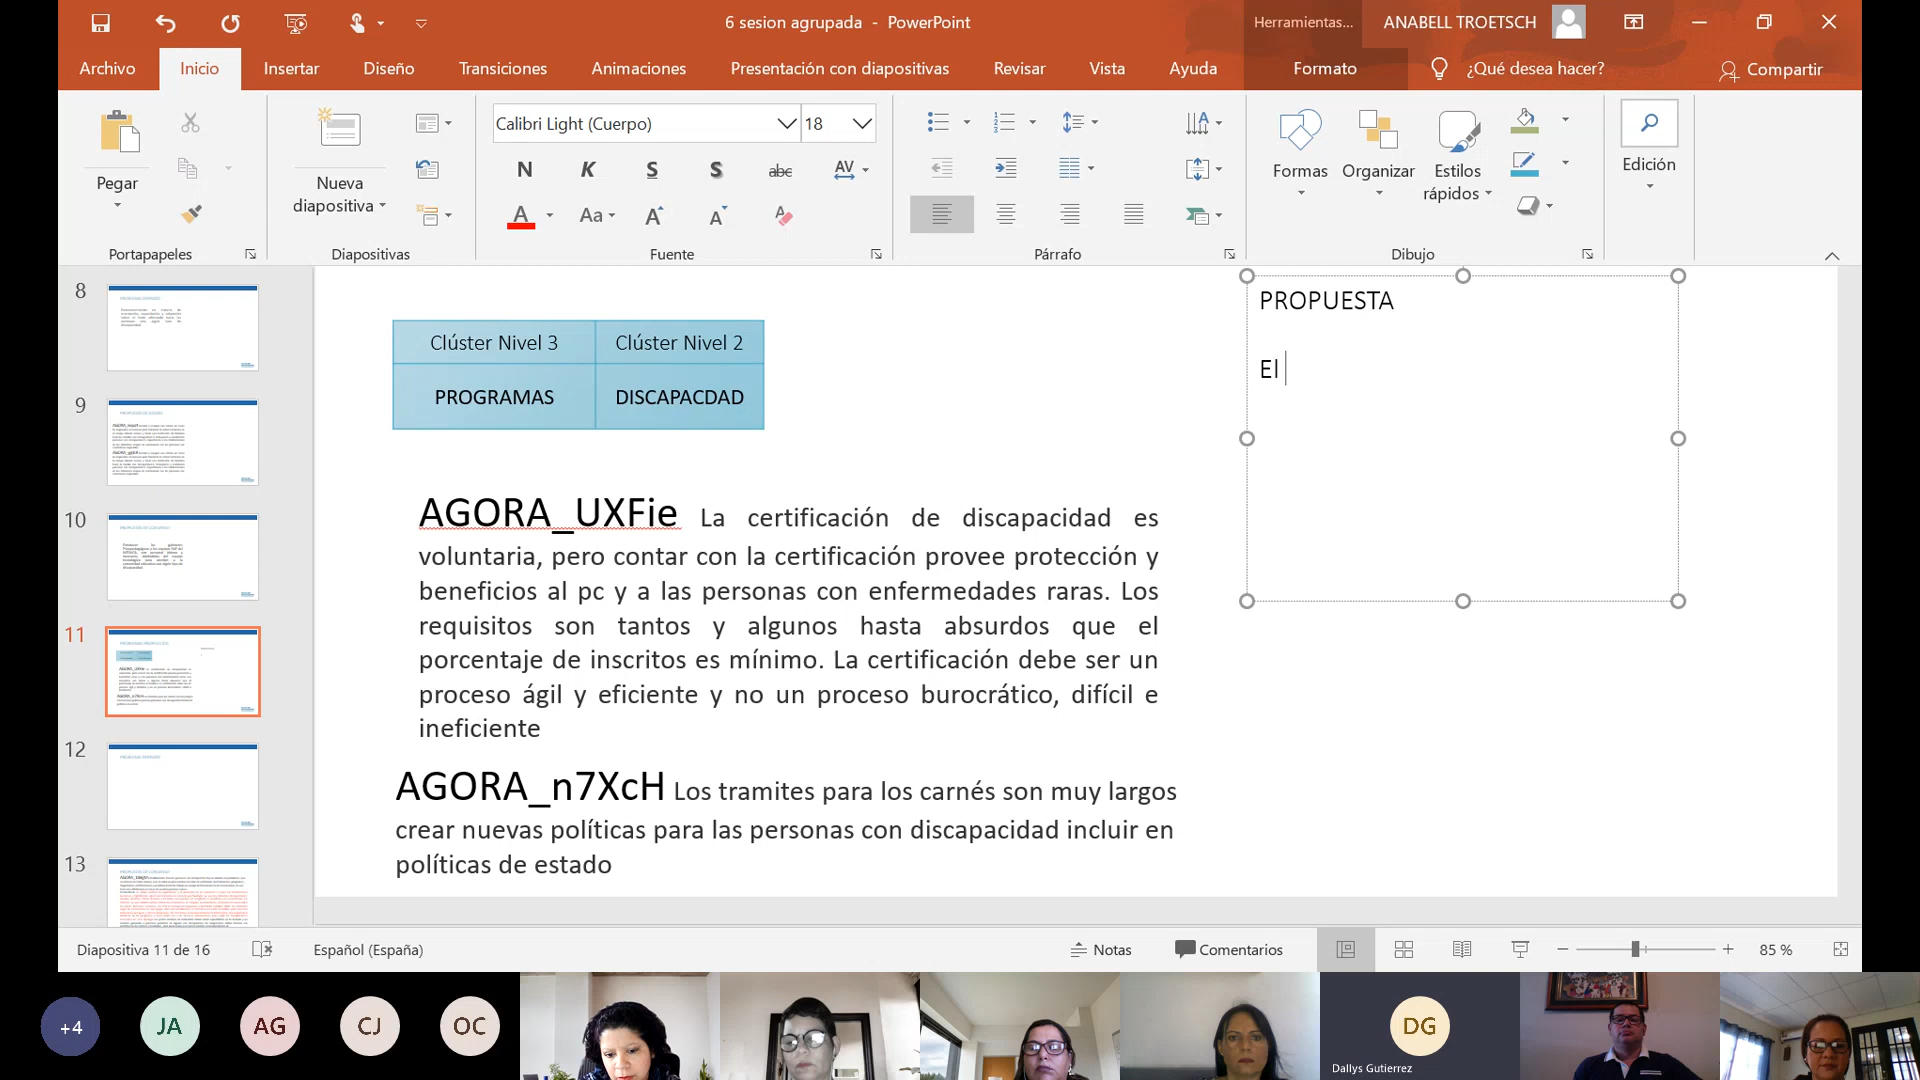 6 sesion agrupada - PowerPoint
Herramientas...
ANABELL TROETSCH
Archivo
Inicio
Insertar
Diseño
Transiciones
Animaciones
Presentación con diapositivas
Revisar
Vista
Ayuda
Formato
¿Qué desea hacer?
Compartir
Pegar
Nueva
diapositiva
Calibri Light (Cuerpo)
18
N
K
S
S
abc
AV
A
Aa
A
A
Formas
Organizar
Estilos
rápidos
Edición
Portapapeles
Diapositivas
Fuente
Párrafo
Dibujo
8
9
10
11
12
13
Clúster Nivel 3
Clúster Nivel 2
PROGRAMAS
DISCAPACDAD
PROPUESTA
El
AGORA_UXFie La certificación de discapacidad es
voluntaria, pero contar con la certificación provee protección y
beneficios al pc y a las personas con enfermedades raras. Los
requisitos son tantos y algunos hasta absurdos que el
porcentaje de inscritos es mínimo. La certificación debe ser un
proceso ágil y eficiente y no un proceso burocrático, difícil e
ineficiente
AGORA_n7XcH Los tramites para los carnés son muy largos
crear nuevas políticas para las personas con discapacidad incluir en
políticas de estado
Diapositiva 11 de 16
Español (España)
Notas
Comentarios
85 %
+4
JA
AG
CJ
OC
DG
Dallys Gutierrez